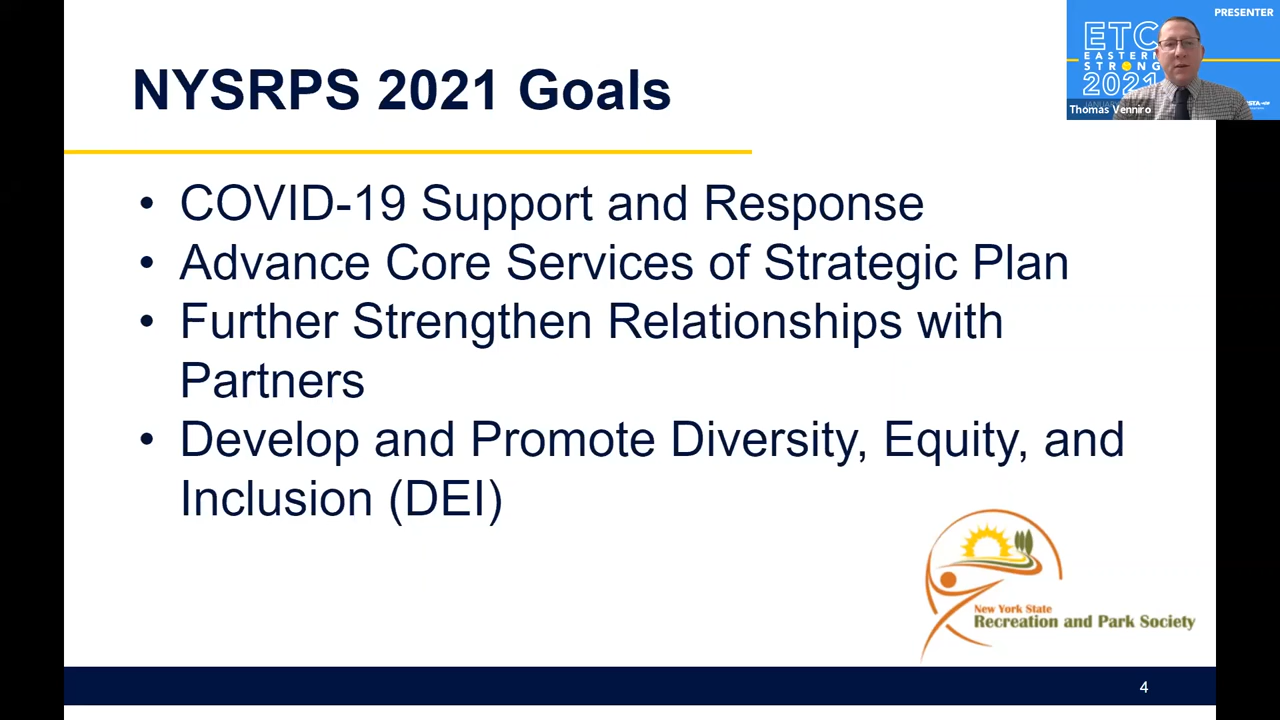 NYSRPS 2021 Goals
• COVID-19 Support and Response
• Advance Core Services of Strategic Plan
• Further Strengthen Relationships with
Partners
• Develop and Promote Diversity, Equity, and
Inclusion (DEI)
New York State
Recreation and Park Society
4
PRESENTER
ETC
EASTERN
STRONG
2021
Thomas Venniro